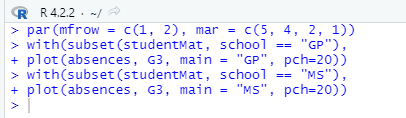 R 4.2.2 · ~/
> par(mfrow = c(1, 2), mar = c(5, 4, 2, 1))
> with(subset(studentMat, school == "GP"),
+ plot(absences, G3, main = "GP", pch=20))
> with(subset(studentMat, school == "MS"),
+ plot(absences, G3, main = "MS", pch=20))
>